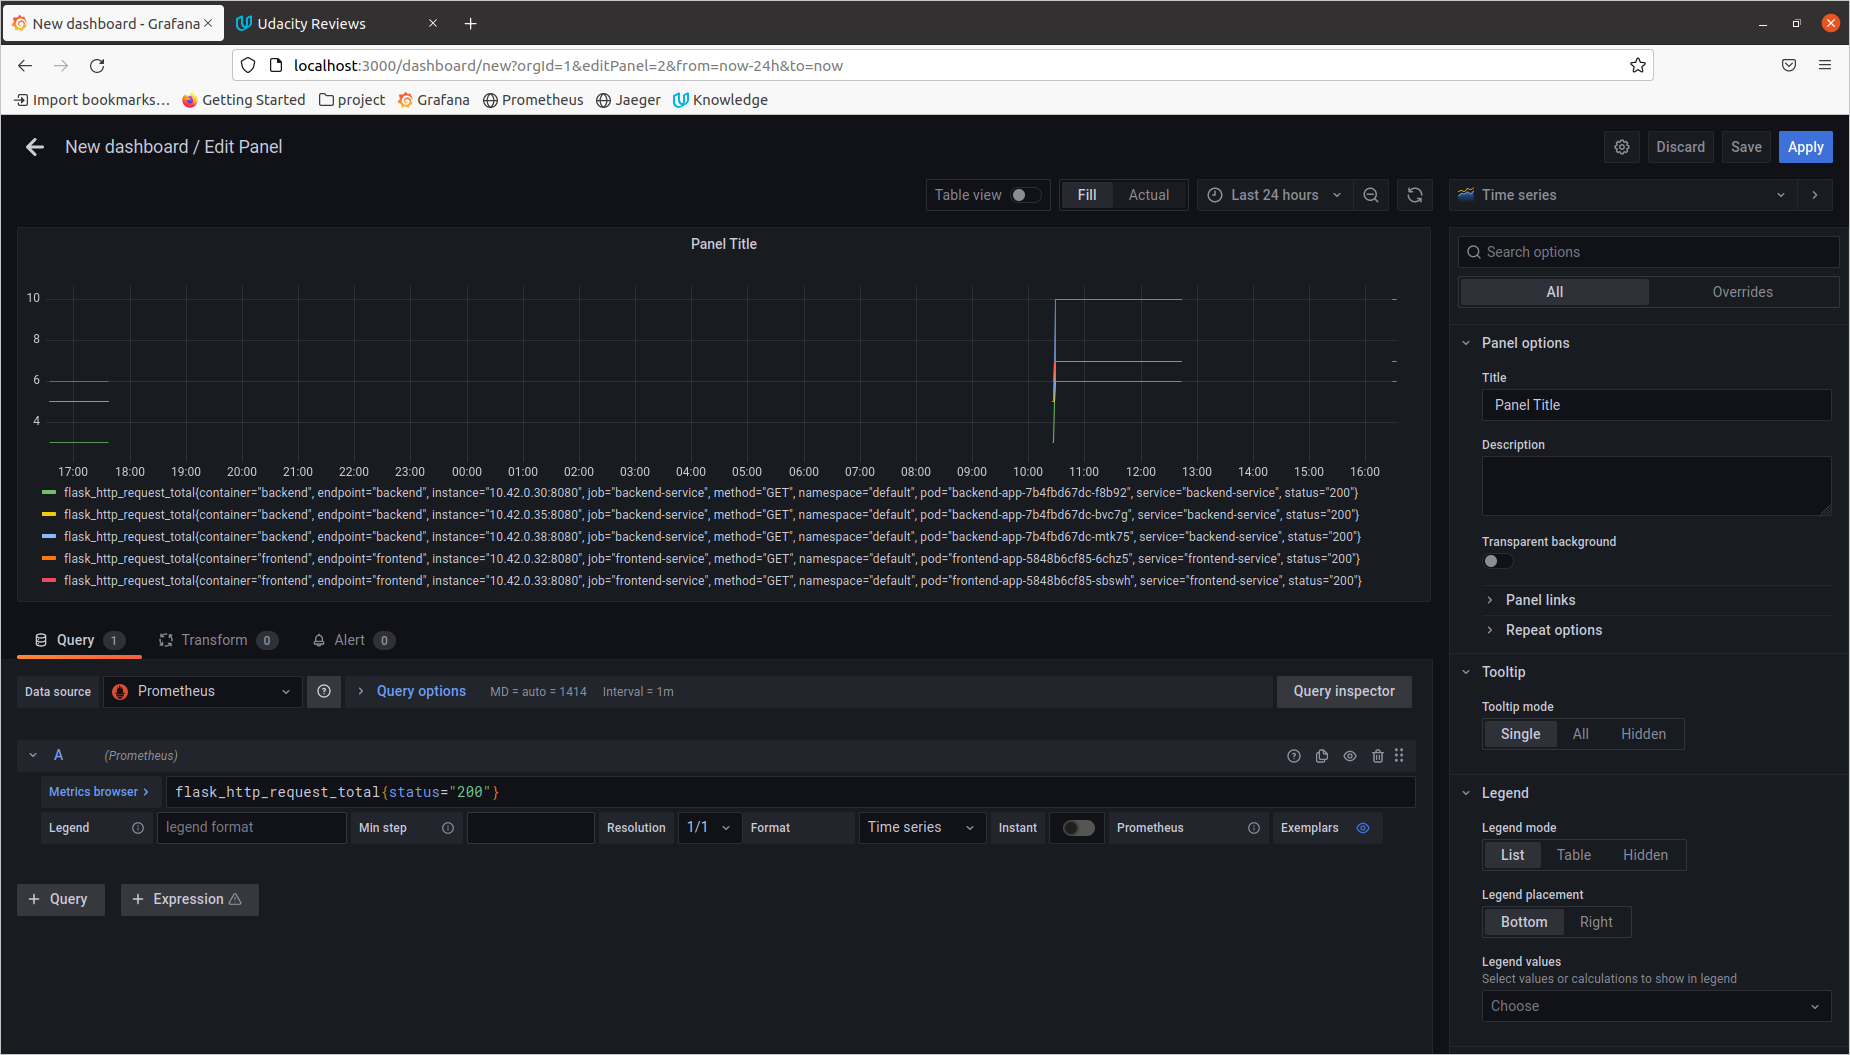 New dashboard - Grafana
Udacity Reviews
localhost:3000/dashboard/new?orgId=1&editPanel=2&from=now-24h&to=now
Import bookmarks… Getting Started project Grafana Prometheus Jaeger Knowledge
New dashboard / Edit Panel
Discard Save Apply
Table view Fill Actual Last 24 hours Time series
Panel Title
10
8
6
4
17:00 18:00 19:00 20:00 21:00 22:00 23:00 00:00 01:00 02:00 03:00 04:00 05:00 06:00 07:00 08:00 09:00 10:00 11:00 12:00 13:00 14:00 15:00 16:00
flask_http_request_total{container="backend", endpoint="backend", instance="10.42.0.30:8080", job="backend-service", method="GET", namespace="default", pod="backend-app-7b4fbd67dc-f8b92", service="backend-service", status="200"}
flask_http_request_total{container="backend", endpoint="backend", instance="10.42.0.35:8080", job="backend-service", method="GET", namespace="default", pod="backend-app-7b4fbd67dc-bvc7g", service="backend-service", status="200"}
flask_http_request_total{container="backend", endpoint="backend", instance="10.42.0.38:8080", job="backend-service", method="GET", namespace="default", pod="backend-app-7b4fbd67dc-mtk75", service="backend-service", status="200"}
flask_http_request_total{container="frontend", endpoint="frontend", instance="10.42.0.32:8080", job="frontend-service", method="GET", namespace="default", pod="frontend-app-5848b6cf85-6chz5", service="frontend-service", status="200"}
flask_http_request_total{container="frontend", endpoint="frontend", instance="10.42.0.33:8080", job="frontend-service", method="GET", namespace="default", pod="frontend-app-5848b6cf85-sbswh", service="frontend-service", status="200"}
Query 1 Transform 0 Alert 0
Data source Prometheus Query options MD = auto = 1414 Interval = 1m Query inspector
A (Prometheus)
Metrics browser flask_http_request_total{status="200"}
Legend legend format Min step Resolution 1/1 Format Time series Instant Prometheus Exemplars
+ Query + Expression
Search options
All Overrides
Panel options
Title
Panel Title
Description
Transparent background
Panel links
Repeat options
Tooltip
Tooltip mode
Single All Hidden
Legend
Legend mode
List Table Hidden
Legend placement
Bottom Right
Legend values
Select values or calculations to show in legend
Choose